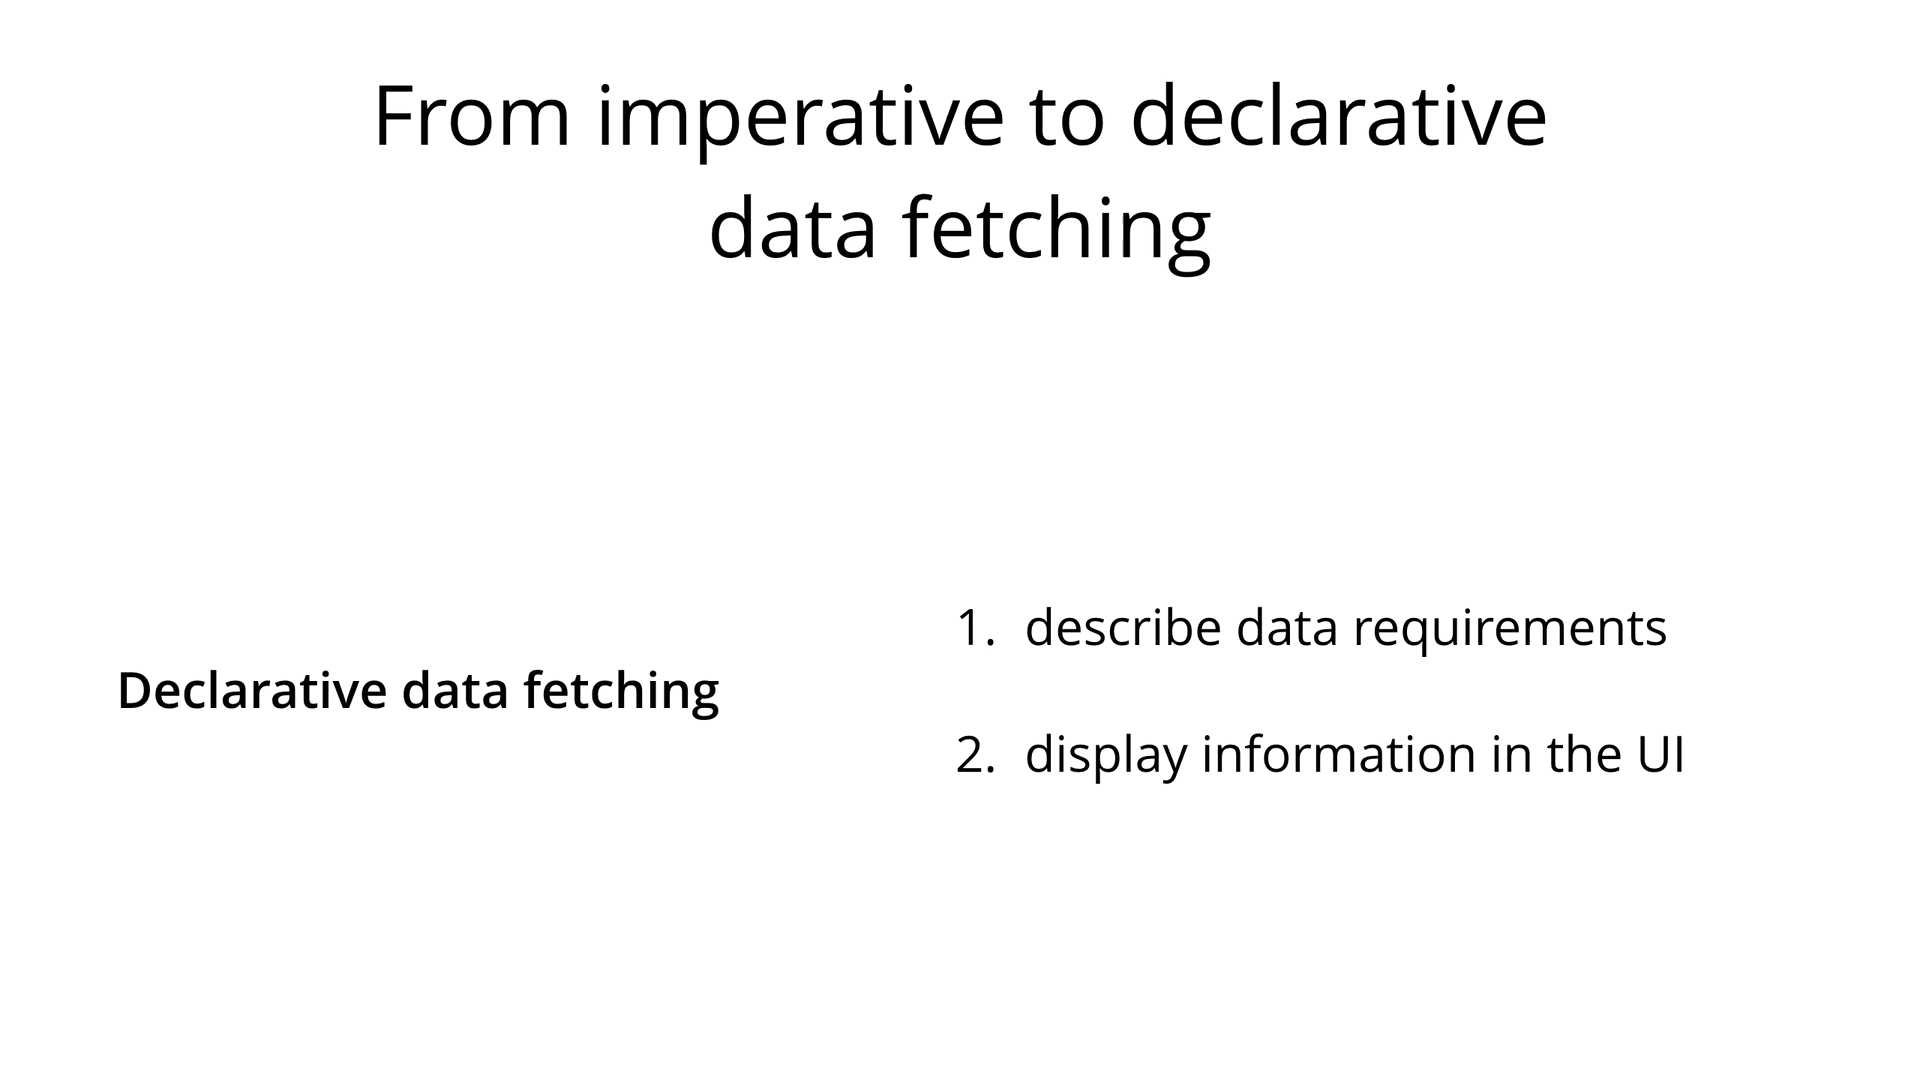 From imperative to declarative
data fetching
Declarative data fetching
1. describe data requirements
2. display information in the UI